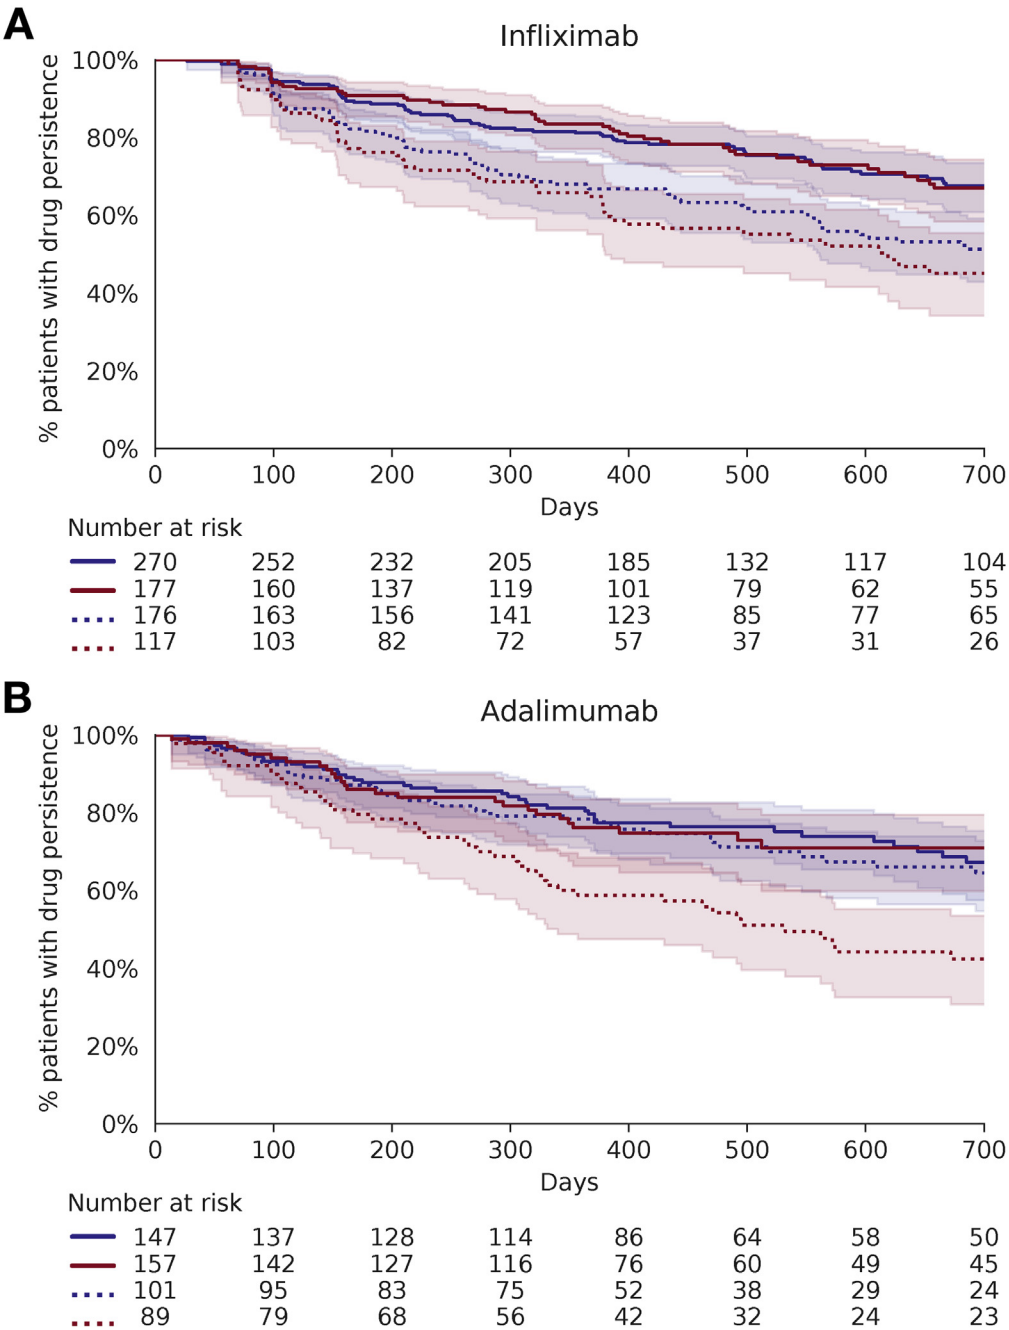 A
Infliximab
% patients with drug persistence
100%
80%
60%
40%
20%
0%
0 100 200 300 400 500 600 700
Days
Number at risk
270 252 232 205 185 132 117 104
177 160 137 119 101 79 62 55
176 163 156 141 123 85 77 65
117 103 82 72 57 37 31 26
B
Adalimumab
% patients with drug persistence
100%
80%
60%
40%
20%
0%
0 100 200 300 400 500 600 700
Days
Number at risk
147 137 128 114 86 64 58 50
157 142 127 116 76 60 49 45
101 95 83 75 52 38 29 24
89 79 68 56 42 32 24 23